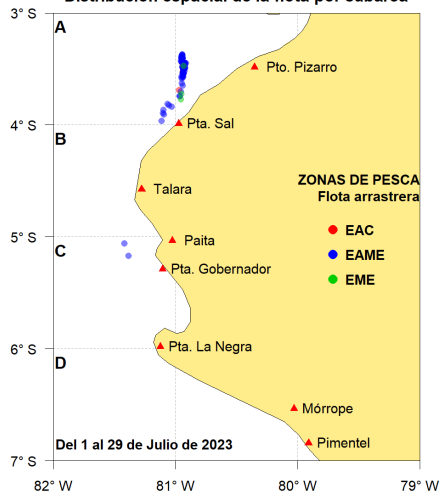 Distribución espacial de la flota por subárea
3° S
A
Pto. Pizarro
4° S
Pta. Sal
B
ZONAS DE PESCA
Talara
Flota arrastrera
EAC
5° S
Paita
C
EAME
Pta. Gobernador
EME
6° S
Pta. La Negra
D
Mórrope
Del 1 al 29 de Julio de 2023
Pimentel
7° S
82° W
81° W
80° W
79° W